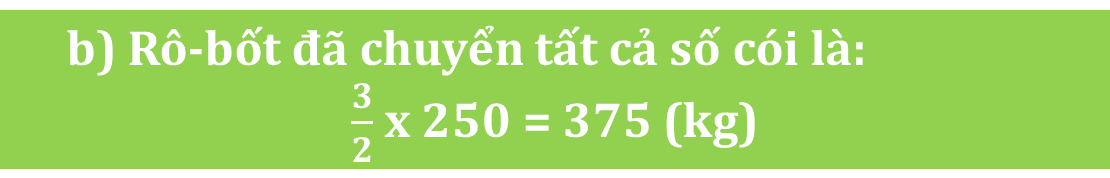 b) Rô-bốt đã chuyển tất cả số cói là:
3/2 x 250 = 375 (kg)